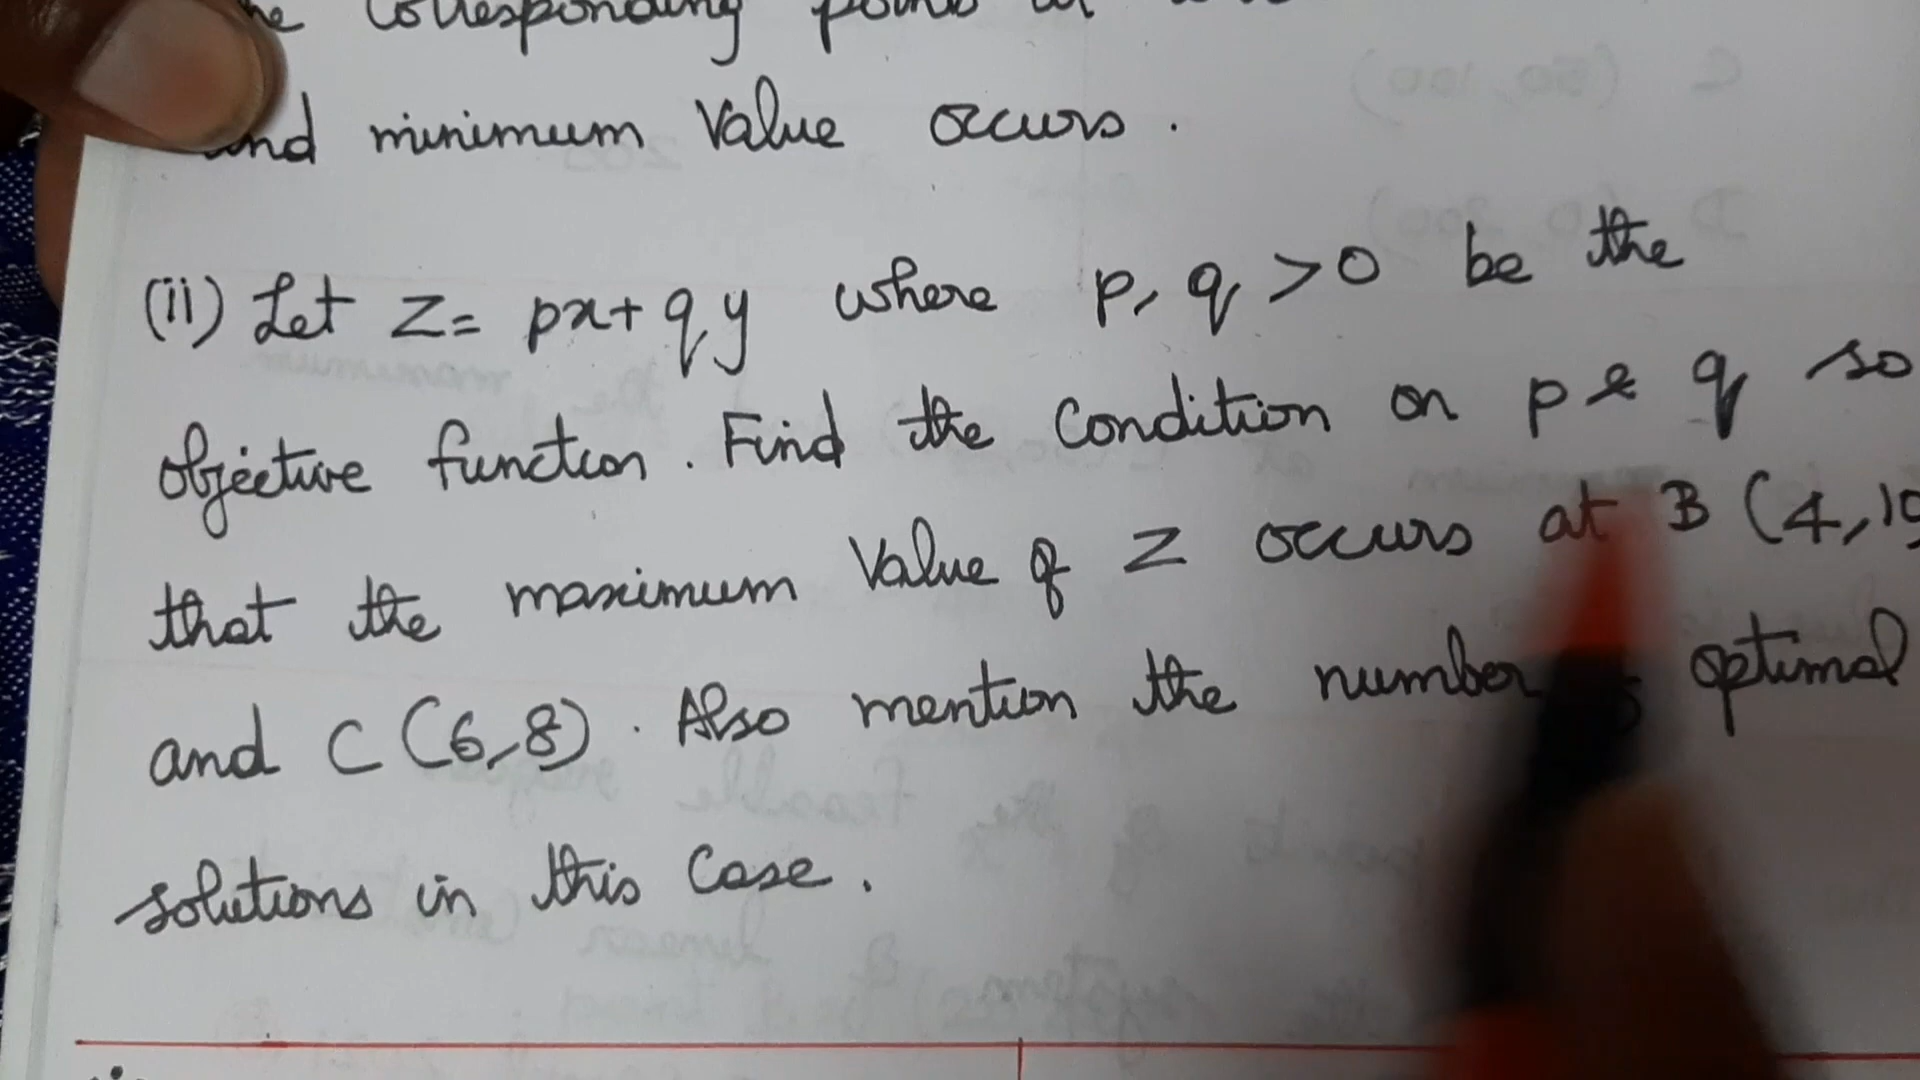 corresponding
and minimum value occurs.
(ii) Let Z = px + qy where p, q > 0 be the
objective function. Find the condition on p & q so
that the maximum value of Z occurs at B (4,10
and C (6,8). Also mention the number optimal
solutions in this case.